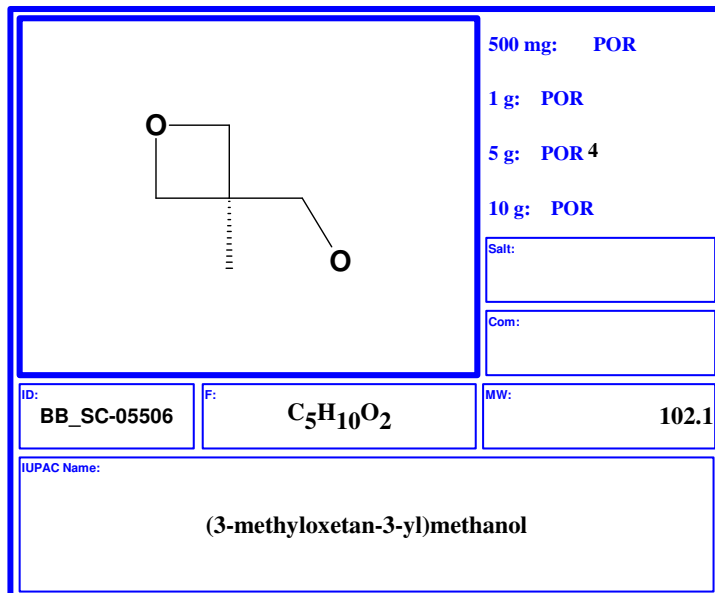 O
O
500 mg: POR
1 g: POR
5 g: POR 4
10 g: POR
Salt:
Com:
ID:
BB_SC-05506
F:
C5H10O2
MW:
102.1
IUPAC Name:
(3-methyloxetan-3-yl)methanol